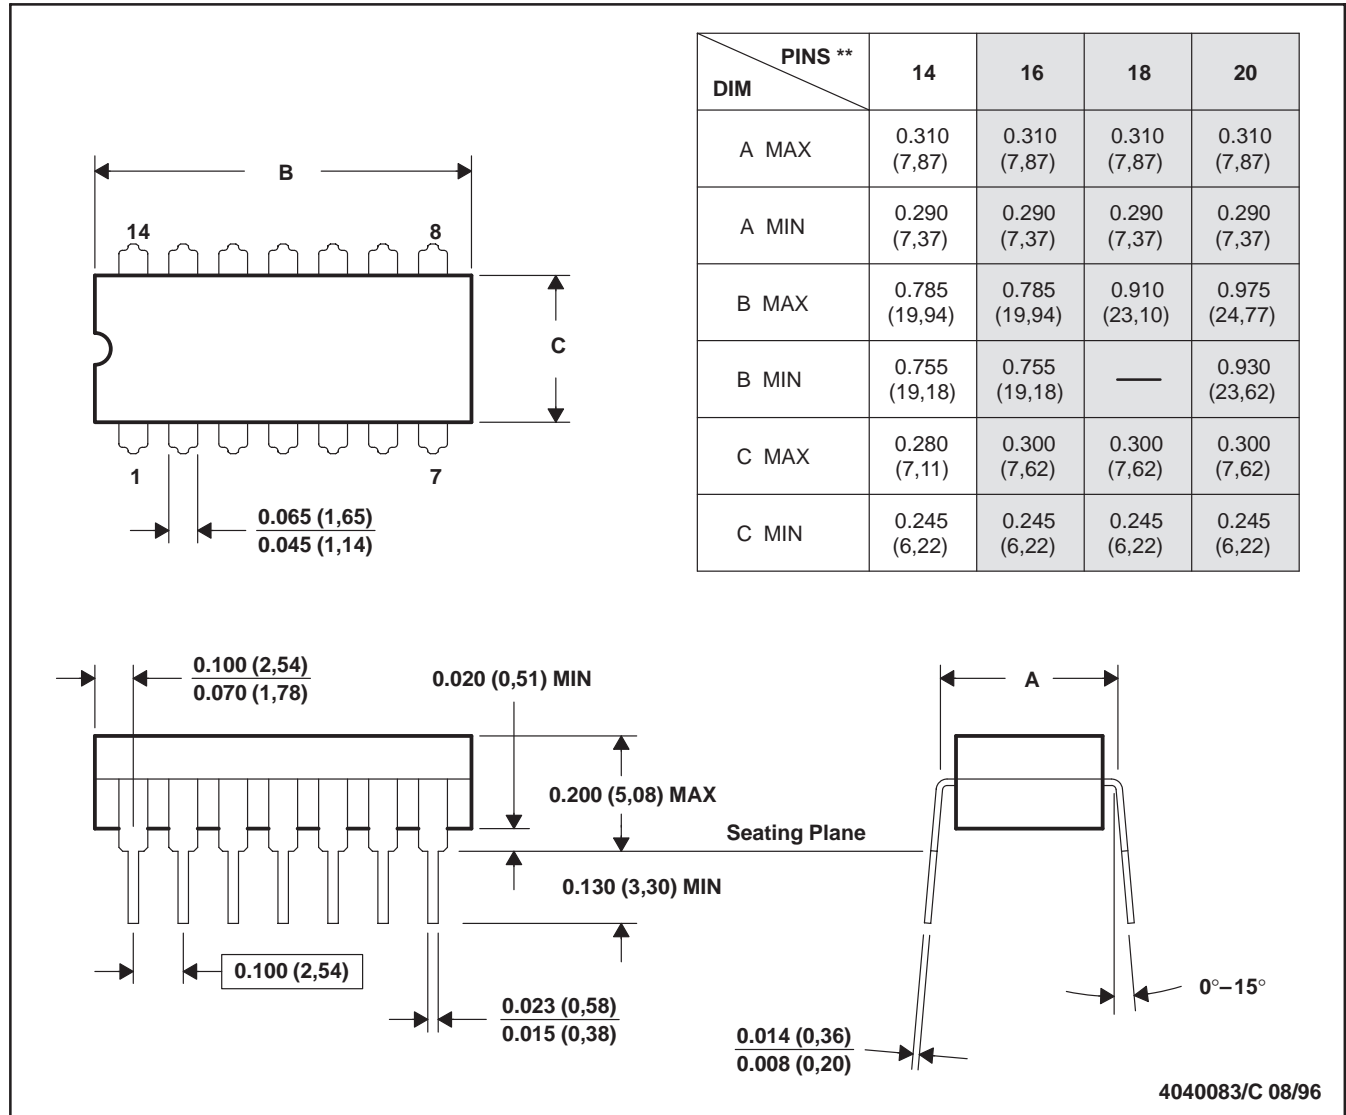 PINS **
DIM
14 16 18 20
A MAX 0.310 (7,87) 0.310 (7,87) 0.310 (7,87) 0.310 (7,87)
A MIN 0.290 (7,37) 0.290 (7,37) 0.290 (7,37) 0.290 (7,37)
B MAX 0.785 (19,94) 0.785 (19,94) 0.910 (23,10) 0.975 (24,77)
B MIN 0.755 (19,18) 0.755 (19,18) — 0.930 (23,62)
C MAX 0.280 (7,11) 0.300 (7,62) 0.300 (7,62) 0.300 (7,62)
C MIN 0.245 (6,22) 0.245 (6,22) 0.245 (6,22) 0.245 (6,22)
B
14 8
C
1 7
0.065 (1,65)
0.045 (1,14)
0.100 (2,54)
0.070 (1,78)
0.020 (0,51) MIN
A
0.200 (5,08) MAX
Seating Plane
0.130 (3,30) MIN
0.100 (2,54)
0.023 (0,58)
0.015 (0,38)
0°–15°
0.014 (0,36)
0.008 (0,20)
4040083/C 08/96